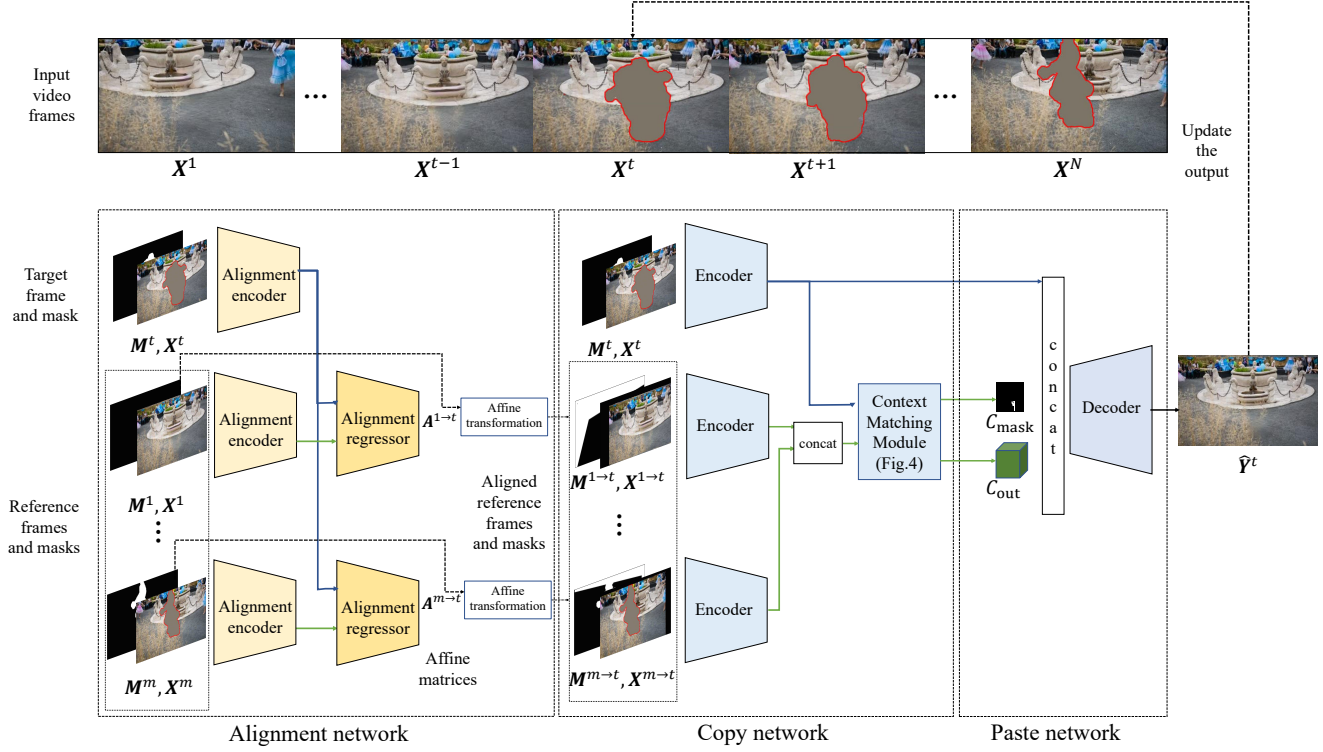 Input
video
frames
...
...
X^1
X^{t-1}
X^t
X^{t+1}
X^N
Update
the
output
Target
frame
and mask
M^t, X^t
Alignment
encoder
Reference
frames
and masks
M^1, X^1
Alignment
encoder
Alignment
regressor
A^{1→t}
Affine
transformation
⋮
M^m, X^m
Alignment
encoder
Alignment
regressor
A^{m→t}
Affine
transformation
Affine
matrices
Aligned
reference
frames
and masks
Alignment network
M^t, X^t
Encoder
M^{1→t}, X^{1→t}
Encoder
⋮
M^{m→t}, X^{m→t}
Encoder
concat
Context
Matching
Module
(Fig.4)
Copy network
C_mask
C_out
concat
Decoder
Ŷ^t
Paste network